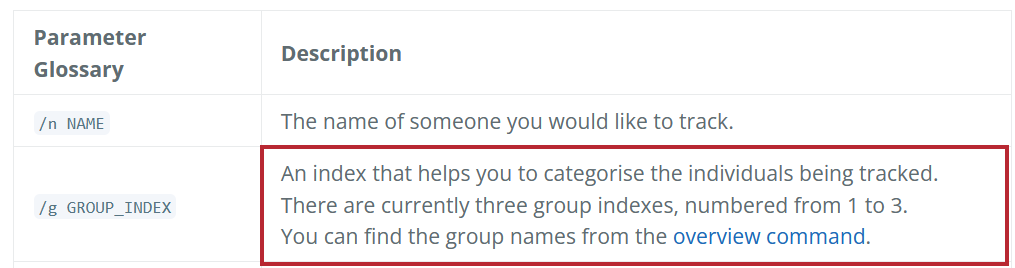 Parameter
Glossary
Description
/n NAME
The name of someone you would like to track.
/g GROUP_INDEX
An index that helps you to categorise the individuals being tracked.
There are currently three group indexes, numbered from 1 to 3.
You can find the group names from the overview command.